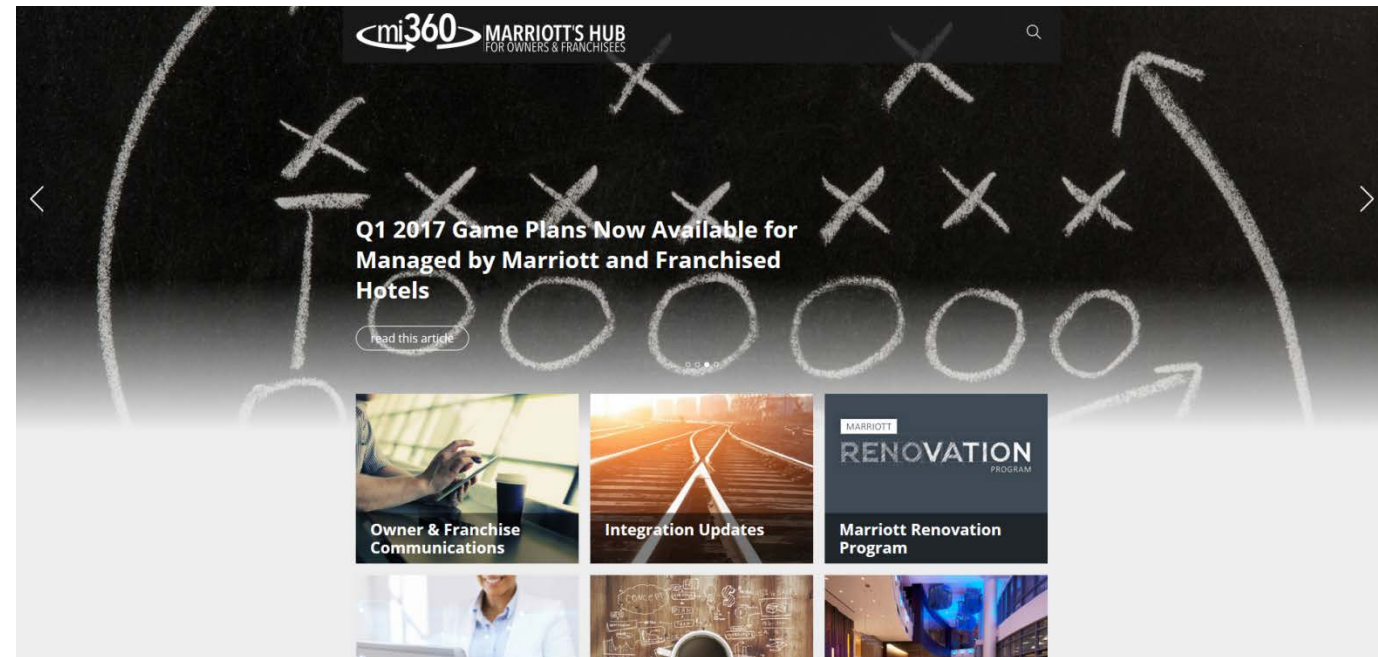 mi360 MARRIOTT'S HUB
FOR OWNERS & FRANCHISEES
Q1 2017 Game Plans Now Available for
Managed by Marriott and Franchised
Hotels
read this article
MARRIOTT
RENOVATION
PROGRAM
Owner & Franchise
Communications
Integration Updates
Marriott Renovation
Program
CONCEPT